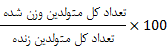 تعداد کل متولدین وزن شده
×100
تعداد کل متولدین زنده